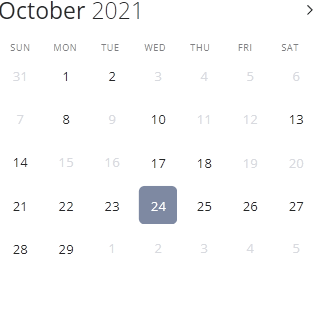 October 2021 >
SUN MON TUE WED THU FRI SAT
31 1 2 3 4 5 6
7 8 9 10 11 12 13
14 15 16 17 18 19 20
21 22 23 24 25 26 27
28 29 1 2 3 4 5